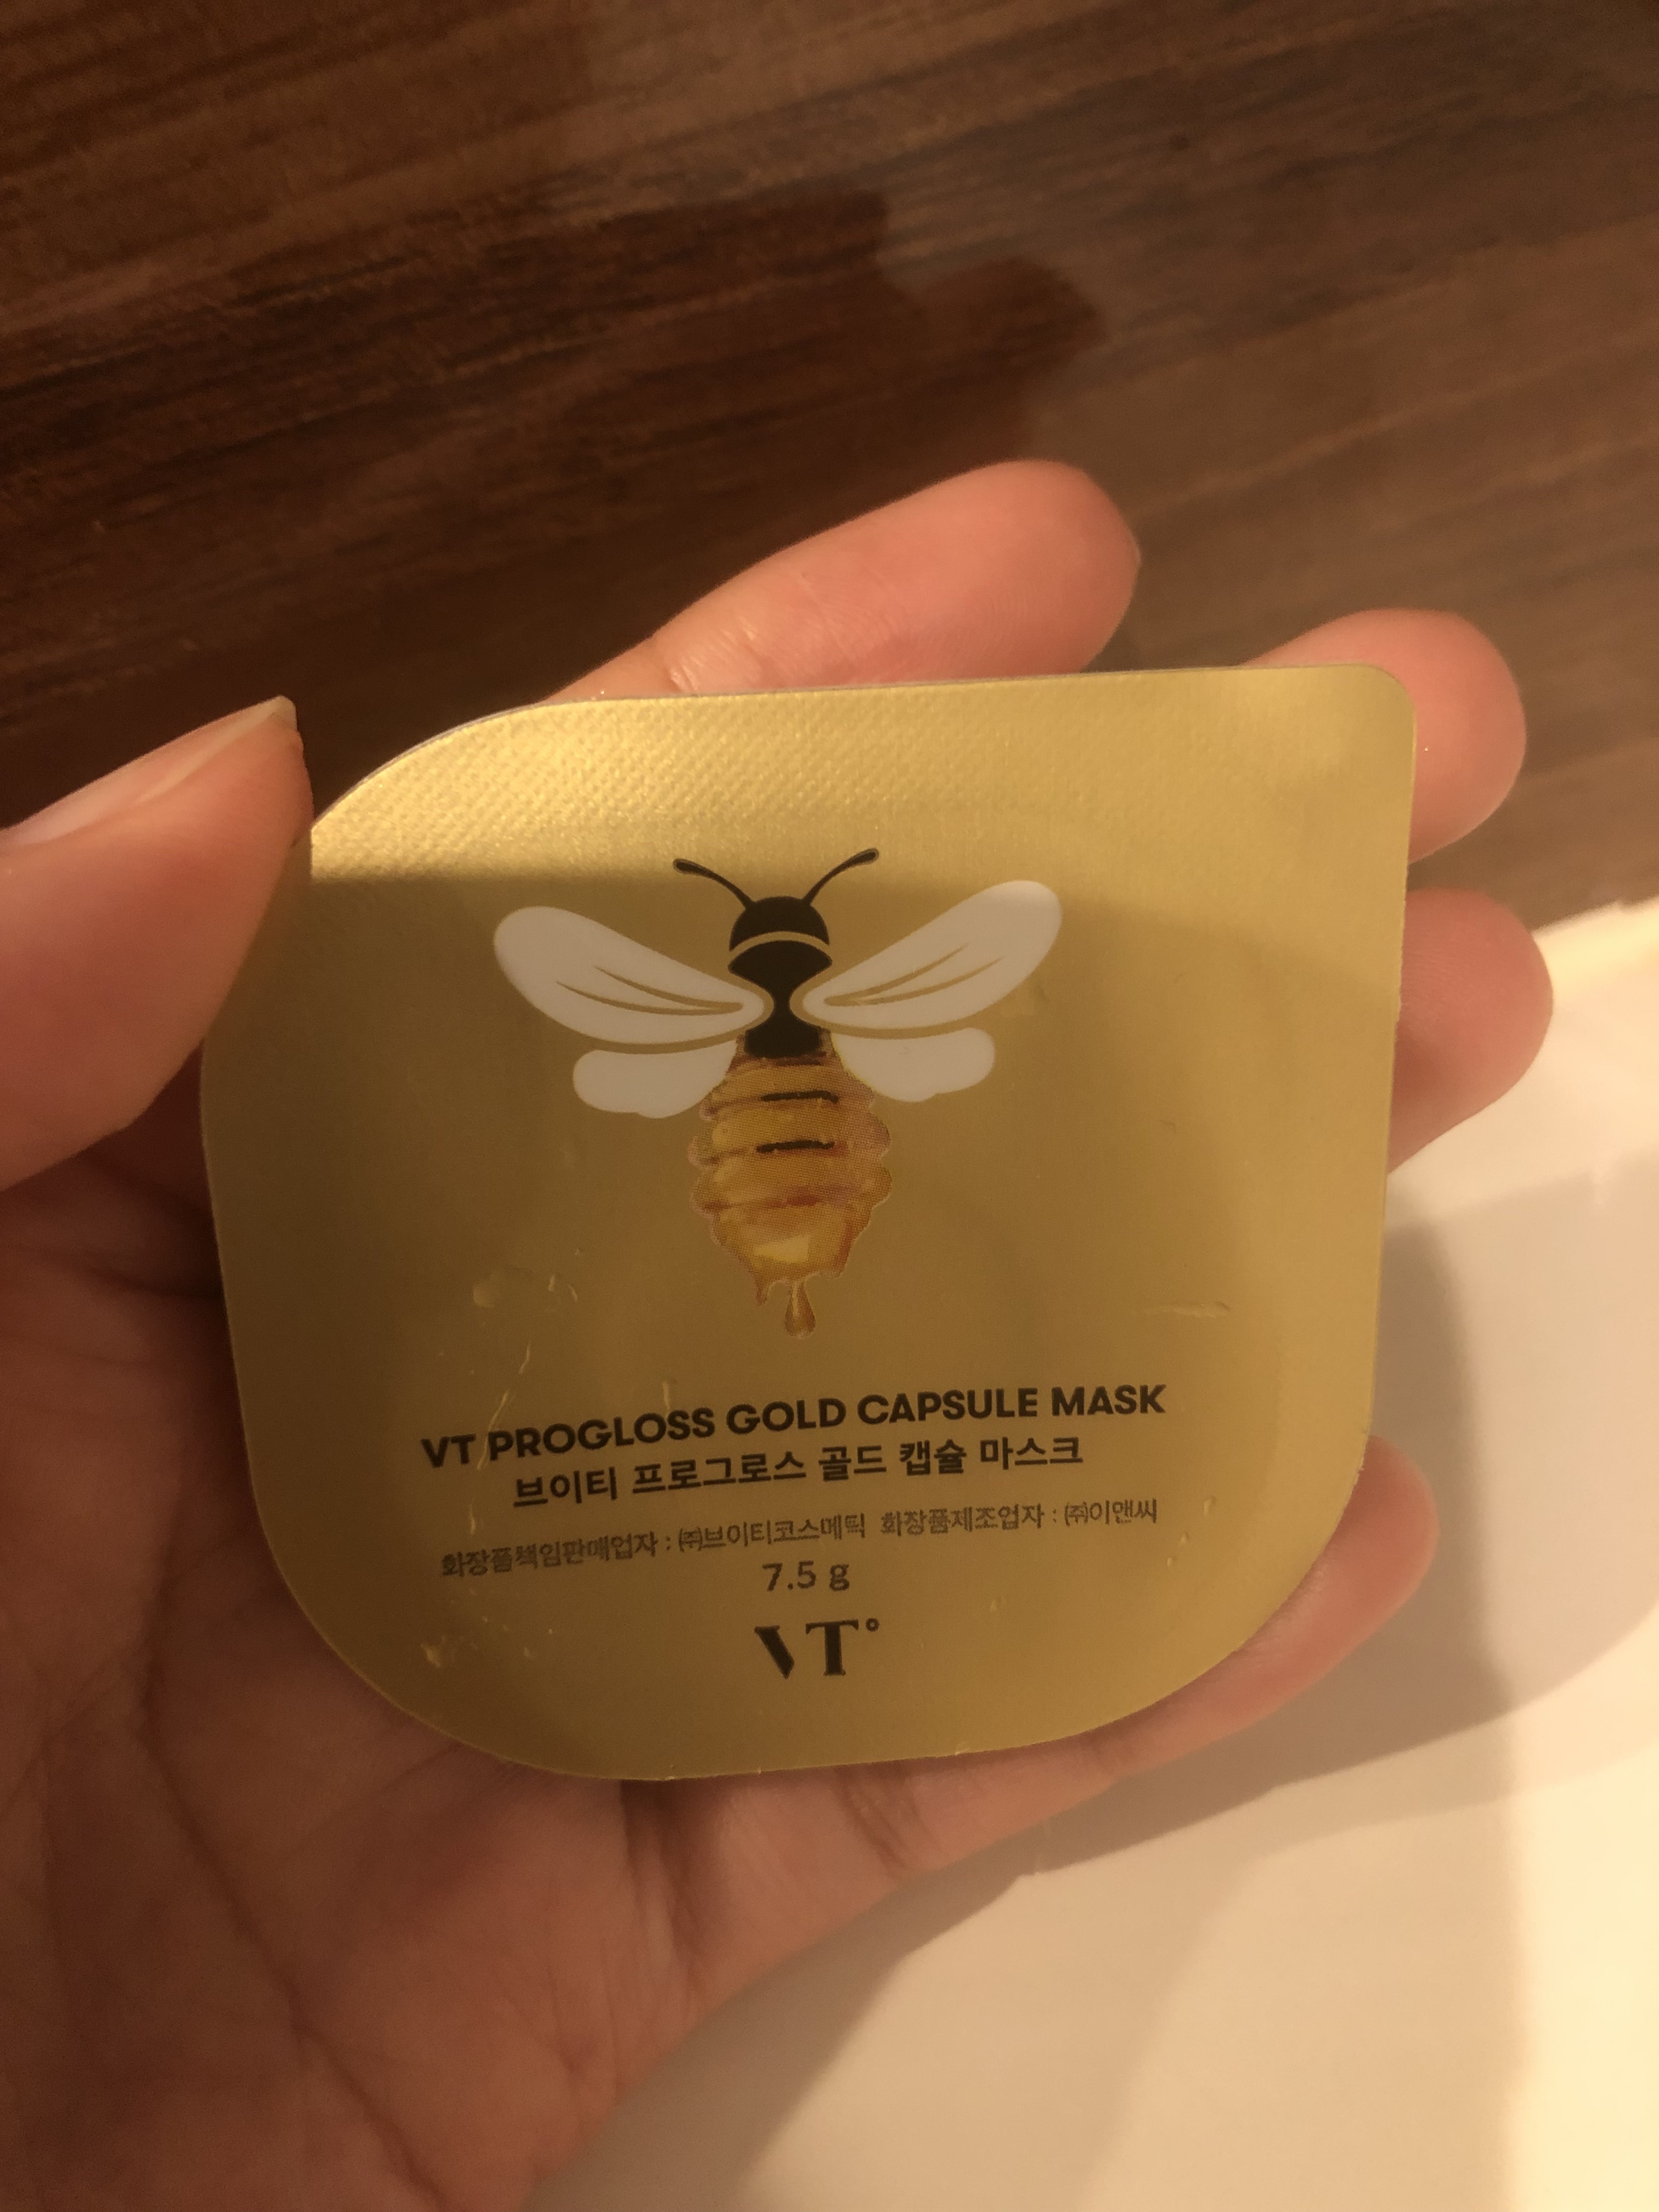 VT PROGLOSS GOLD CAPSULE MASK
브이티 프로그로스 골드 캡슐 마스크
화장품책임판매업자 : ㈜브이티코스메틱 화장품제조업자 : ㈜이앤씨
7.5 g
VT°